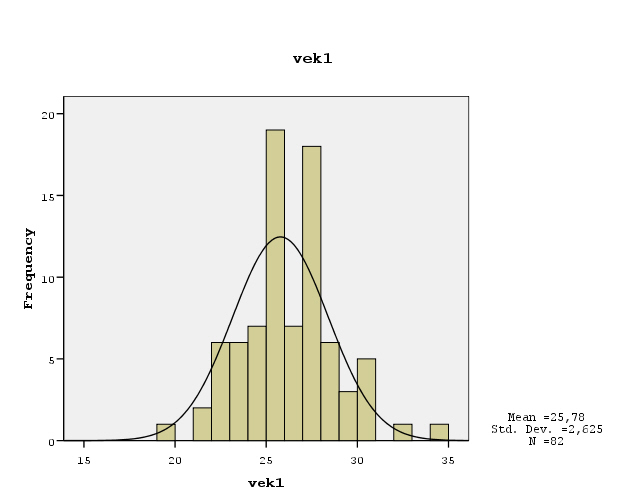 vek1
20
15
10
5
0
Frequency
15 20 25 30 35
vek1
Mean =25,78
Std. Dev. =2,625
N =82